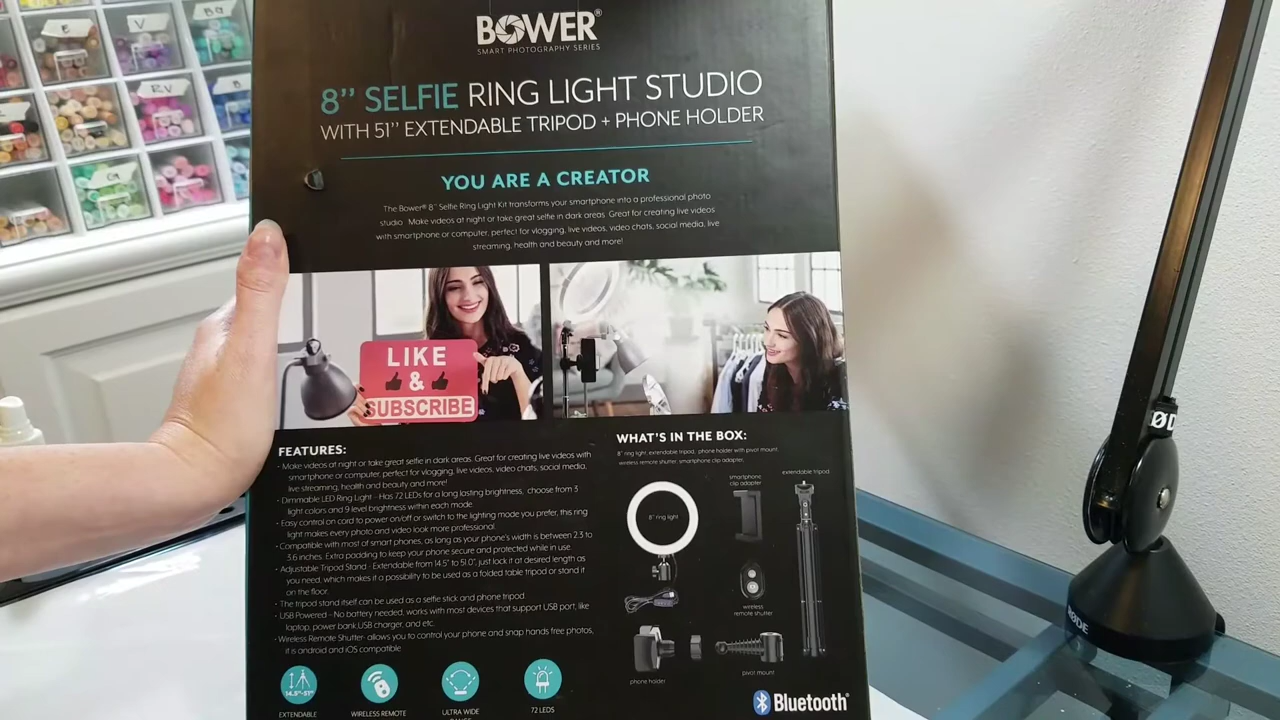 E
V
BG
RV
B
G
BOWER®
SMART PHOTOGRAPHY SERIES
8'' SELFIE RING LIGHT STUDIO
WITH 51'' EXTENDABLE TRIPOD + PHONE HOLDER
YOU ARE A CREATOR
The Bower® 8'' Selfie Ring Light Kit transforms your smartphone into a professional photo
studio. Make videos at night or take great selfie in dark areas. Great for creating live videos
with smartphone or computer, perfect for vlogging, live videos, video chats, social media, live
streaming, health and beauty and more!
LIKE
&
SUBSCRIBE
FEATURES:
• Make videos at night or take great selfie in dark areas. Great for creating live videos with
smartphone or computer, perfect for vlogging, live videos, video chats, social media,
live streaming, health and beauty and more!
• Dimmable LED Ring Light - Has 72 LEDs for a long lasting brightness, choose from 3
light colors and 9 level brightness within each mode
• Easy control on cord to power on/off or switch to the lighting mode you prefer, this ring
light makes every photo and video look more professional.
• Compatible with most of smart phones, as long as your phone's width is between 2.3 to
3.6 inches. Extra padding to keep your phone secure and protected while in use.
• Adjustable Tripod Stand - Extendable from 14.5" to 51.0", just lock it at desired length as
you need, which makes it a possibility to be used as a folded table tripod or stand it
on the floor.
• The tripod stand itself can be used as a selfie stick and phone tripod.
• USB Powered - No battery needed, works with most devices that support USB port, like
laptop, power bank,USB charger, and etc.
• Wireless Remote Shutter- allows you to control your phone and snap hands free photos,
it is android and iOS compatible
WHAT'S IN THE BOX:
8" ring light, extendable tripod, phone holder with pivot mount,
wireless remote shutter, smartphone clip adapter,
smartphone
clip adapter
extendable tripod
8" ring light
wireless
remote shutter
phone holder
pivot mount
14.5"-51"
EXTENDABLE
WIRELESS REMOTE
ULTRA WIDE
72 LEDS
Bluetooth®
RØDE